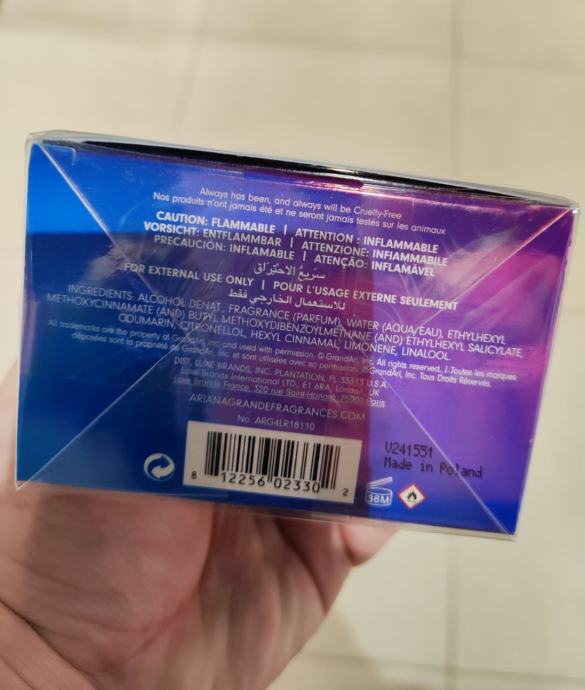 Always has been, and always will be Cruelty-Free
Nos produits n'ont jamais été et ne seront jamais testés sur les animaux
CAUTION: FLAMMABLE | ATTENTION : INFLAMMABLE
VORSICHT: ENTFLAMMBAR | ATTENZIONE: INFIAMMABILE
PRECAUCIÓN: INFLAMABLE | ATENÇÃO: INFLAMÁVEL
سريع الاحتراق
FOR EXTERNAL USE ONLY | POUR L'USAGE EXTERNE SEULEMENT
للاستعمال الخارجي فقط
INGREDIENTS: ALCOHOL DENAT., FRAGRANCE (PARFUM), WATER (AQUA/EAU), ETHYLHEXYL
METHOXYCINNAMATE (AND) BUTYL METHOXYDIBENZOYLMETHANE (AND) ETHYLHEXYL SALICYLATE,
COUMARIN, CITRONELLOL, HEXYL CINNAMAL, LIMONENE, LINALOOL
All trademarks are the property of GrandAri, Inc. and used with permission. © GrandAri, Inc. All rights reserved. | Toutes les marques
déposées sont la propriété de GrandAri, Inc. et sont utilisées avec sa permission. © GrandAri, Inc. Tous Droits Réservés.
DIST. LUXE BRANDS, INC. PLANTATION, FL 33313 U.S.A.
Luxe Brands International LTD, E1 6RA, London, UK
Luxe Brands France, 320 rue Saint-Honoré, 75001 Paris
ARIANAGRANDEFRAGRANCES.COM
No. ARG4LR18110
V241551
Made in Poland
8 12256 02330 2
36M